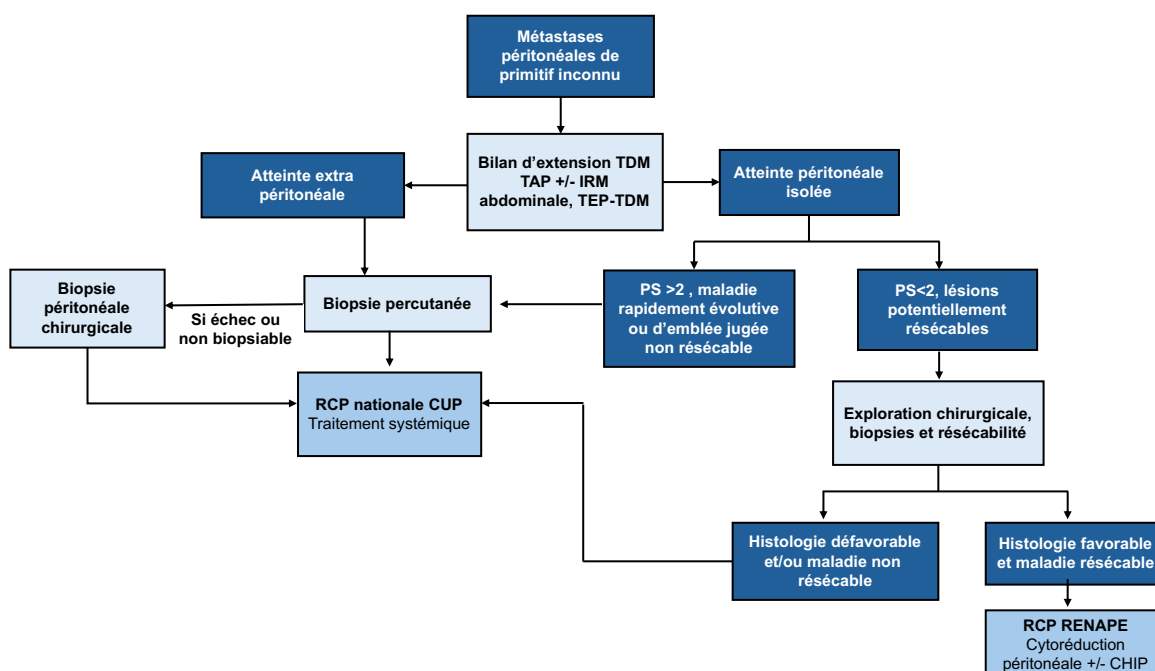 Métastases
péritonéales de
primitif inconnu
Bilan d'extension TDM
TAP +/- IRM
abdominale, TEP-TDM
Atteinte extra
péritonéale
Atteinte péritonéale
isolée
Biopsie
péritonéale
chirurgicale
Si échec ou
non biopsiable
Biopsie percutanée
PS >2 , maladie
rapidement évolutive
ou d'emblée jugée
non résécable
PS<2, lésions
potentiellement
résécables
RCP nationale CUP
Traitement systémique
Exploration chirurgicale,
biopsies et résécabilité
Histologie défavorable
et/ou maladie non
résécable
Histologie favorable
et maladie résécable
RCP RENAPE
Cytoréduction
péritonéale +/- CHIP